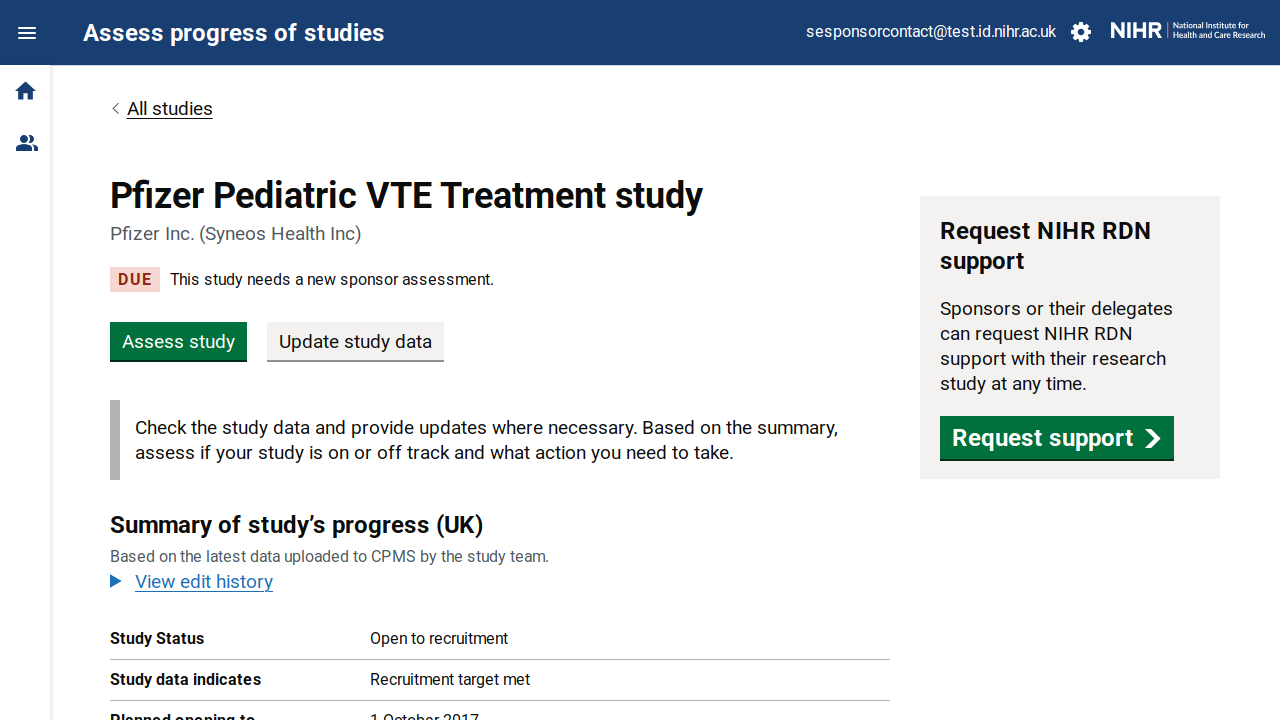 Assess progress of studies
sesponsorcontact@test.id.nihr.ac.uk
NIHR | National Institute for
Health and Care Research
All studies
Pfizer Pediatric VTE Treatment study
Pfizer Inc. (Syneos Health Inc)
DUE This study needs a new sponsor assessment.
Assess study Update study data
Check the study data and provide updates where necessary. Based on the summary,
assess if your study is on or off track and what action you need to take.
Summary of study’s progress (UK)
Based on the latest data uploaded to CPMS by the study team.
View edit history
Study Status Open to recruitment
Study data indicates Recruitment target met
Planned opening to 1 October 2017
Request NIHR RDN
support
Sponsors or their delegates
can request NIHR RDN
support with their research
study at any time.
Request support